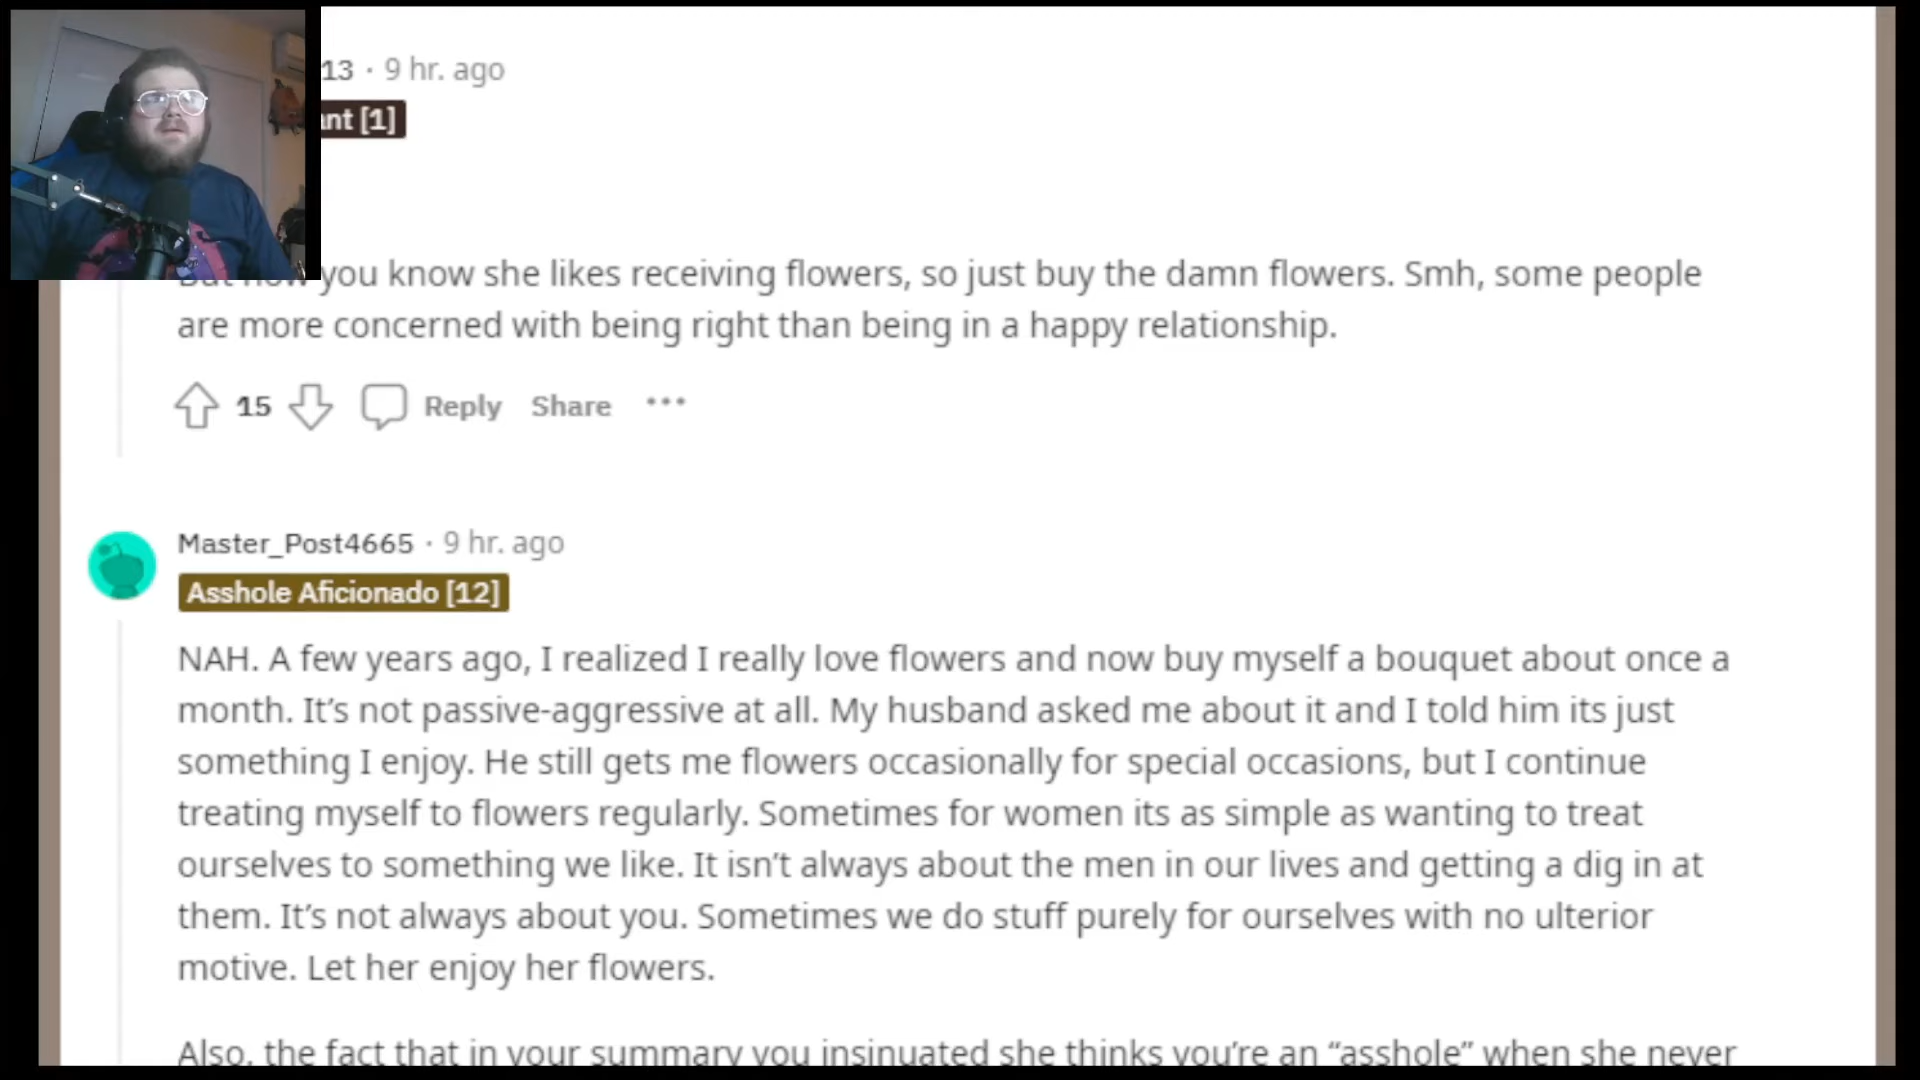 13 · 9 hr. ago
ant [1]
you know she likes receiving flowers, so just buy the damn flowers. Smh, some people
are more concerned with being right than being in a happy relationship.
15 Reply Share ···
Master_Post4665 · 9 hr. ago
Asshole Aficionado [12]
NAH. A few years ago, I realized I really love flowers and now buy myself a bouquet about once a
month. It’s not passive-aggressive at all. My husband asked me about it and I told him its just
something I enjoy. He still gets me flowers occasionally for special occasions, but I continue
treating myself to flowers regularly. Sometimes for women its as simple as wanting to treat
ourselves to something we like. It isn’t always about the men in our lives and getting a dig in at
them. It’s not always about you. Sometimes we do stuff purely for ourselves with no ulterior
motive. Let her enjoy her flowers.
Also, the fact that in your summary you insinuated she thinks you’re an “asshole” when she never